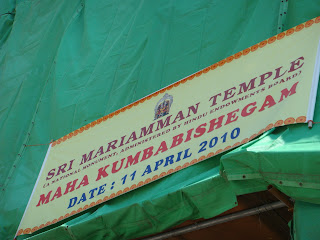 SRI MARIAMMAN TEMPLE
(A NATIONAL MONUMENT, ADMINISTERED BY HINDU ENDOWMENTS BOARD)
MAHA KUMBABISHEGAM
DATE : 11 APRIL 2010